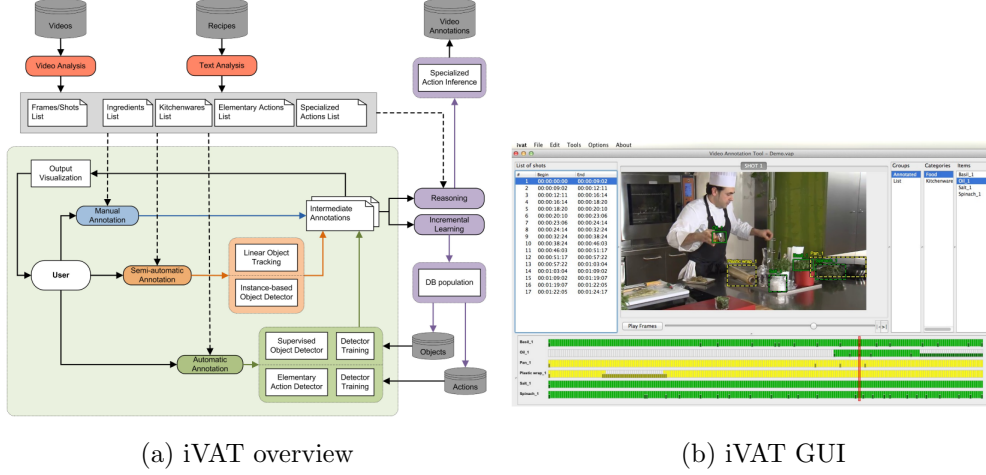 Videos
Recipes
Video
Annotations
Video Analysis
Text Analysis
Specialized
Action Inference
Frames/Shots
List
Ingredients
List
Kitchenwares
List
Elementary Actions
List
Specialized
Actions List
Output
Visualization
Manual
Annotation
Intermediate
Annotations
Reasoning
Incremental
Learning
User
Semi-automatic
Annotation
Linear Object
Tracking
Instance-based
Object Detector
DB population
Automatic
Annotation
Supervised
Object Detector
Detector
Training
Elementary
Action Detector
Detector
Training
Objects
Actions
(a) iVAT overview
ivat File Edit Tools Options About
Video Annotation Tool – Demo.vap
List of shots
# Begin End
1 00:00:00:00 00:00:09:02
2 00:00:09:02 00:00:12:11
3 00:00:12:11 00:00:16:14
4 00:00:16:14 00:00:18:20
5 00:00:18:20 00:00:20:10
6 00:00:20:10 00:00:23:06
7 00:00:23:06 00:00:24:14
8 00:00:24:14 00:00:32:24
9 00:00:32:24 00:00:38:24
10 00:00:38:24 00:00:46:03
11 00:00:46:03 00:00:51:17
12 00:00:51:17 00:00:57:22
13 00:00:57:22 00:01:03:04
14 00:01:03:04 00:01:09:02
15 00:01:09:02 00:01:19:07
16 00:01:19:07 00:01:22:05
17 00:01:22:05 00:01:24:17
SHOT 1
Groups Categories Items
Annotated Food Basil_1
List Kitchenware Oil_1
Salt_1
Spinach_1
Play Frames
Basil_1
Oil_1
Pan_1
Plastic wrap_1
Salt_1
Spinach_1
(b) iVAT GUI